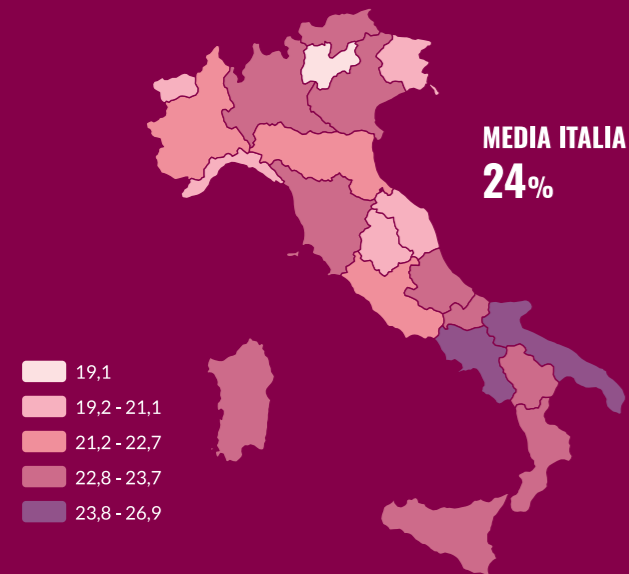 MEDIA ITALIA
24%
19,1
19,2 - 21,1
21,2 - 22,7
22,8 - 23,7
23,8 - 26,9